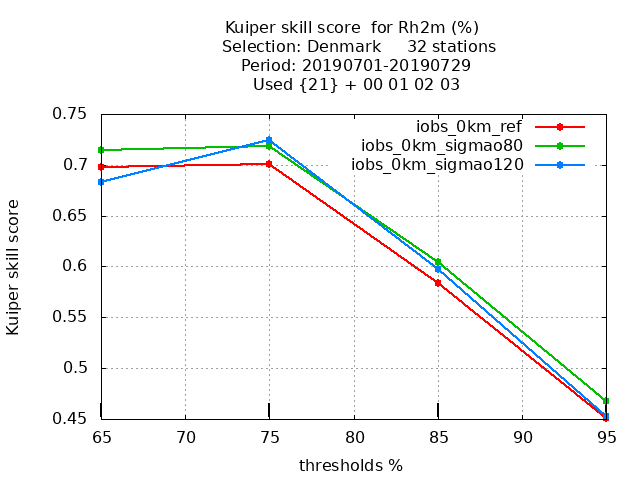 Kuiper skill score  for Rh2m (%)
Selection: Denmark     32 stations
Period: 20190701-20190729
Used {21} + 00 01 02 03
iobs_0km_ref
iobs_0km_sigmao80
iobs_0km_sigmao120
Kuiper skill score
0.75
0.7
0.65
0.6
0.55
0.5
0.45
65 70 75 80 85 90 95
thresholds %